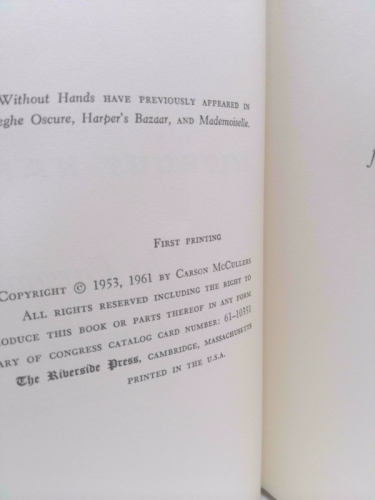 Without Hands HAVE PREVIOUSLY APPEARED IN
eghe Oscure, Harper's Bazaar, AND Mademoiselle.
FIRST PRINTING
COPYRIGHT © 1953, 1961 BY CARSON McCULLERS
ALL RIGHTS RESERVED INCLUDING THE RIGHT TO
ODUCE THIS BOOK OR PARTS THEREOF IN ANY FORM
ARY OF CONGRESS CATALOG CARD NUMBER: 61-10351
The Riverside Press, CAMBRIDGE, MASSACHUSETTS
PRINTED IN THE U.S.A.